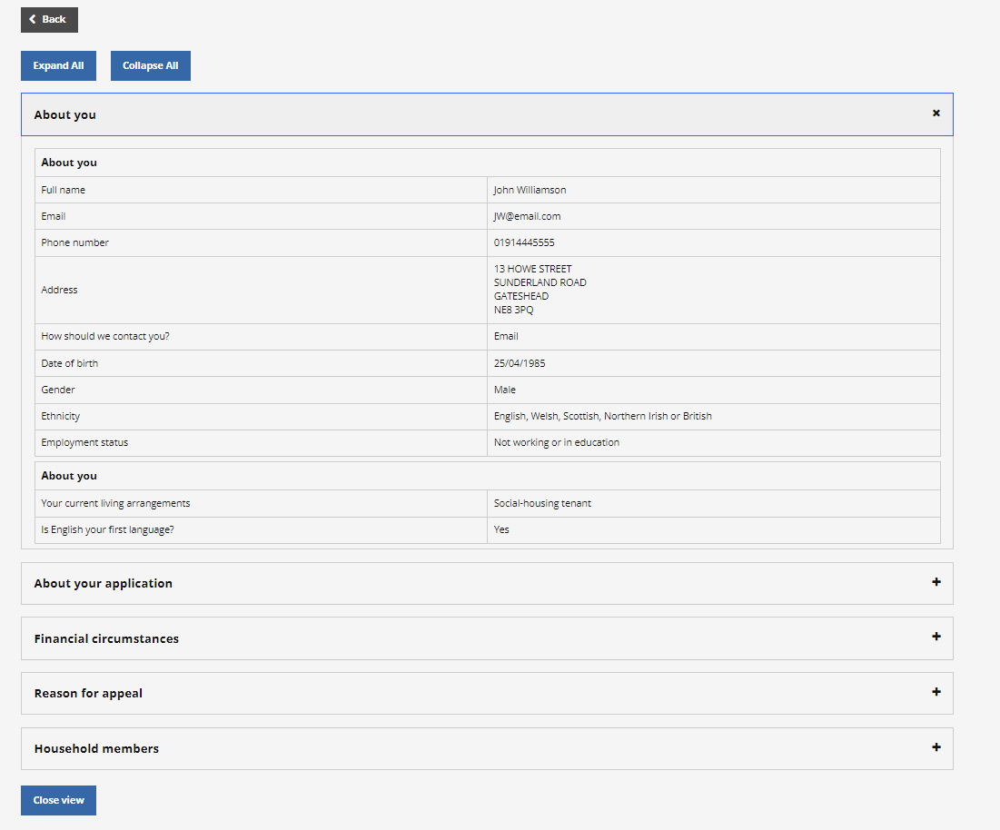 Back
Expand All
Collapse All
About you
About you
Full name John Williamson
Email JW@email.com
Phone number 01914445555
Address 13 HOWE STREET
SUNDERLAND ROAD
GATESHEAD
NE8 3PQ
How should we contact you? Email
Date of birth 25/04/1985
Gender Male
Ethnicity English, Welsh, Scottish, Northern Irish or British
Employment status Not working or in education
About you
Your current living arrangements Social-housing tenant
Is English your first language? Yes
About your application
Financial circumstances
Reason for appeal
Household members
Close view